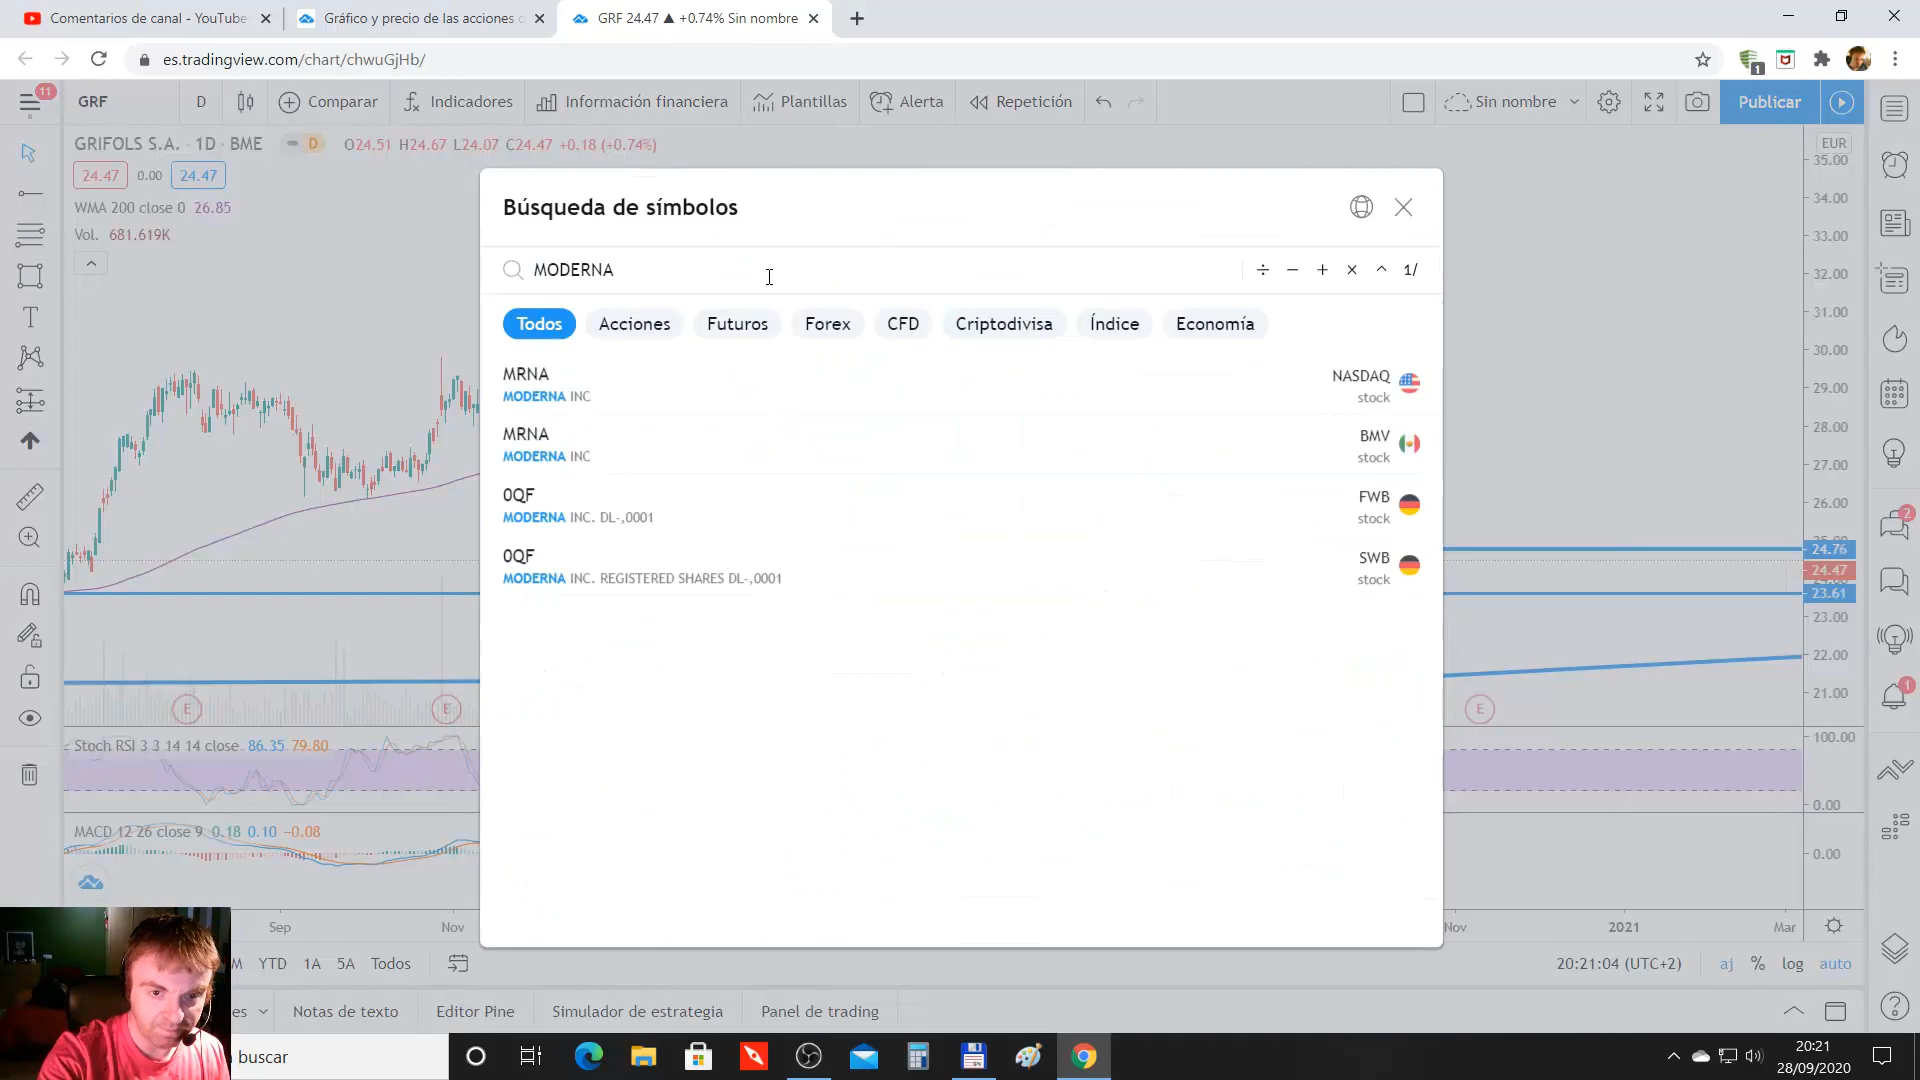 Comentarios de canal - YouTube
Gráfico y precio de las acciones
GRF 24.47 ▲ +0.74% Sin nombre
es.tradingview.com/chart/chwuGjHb/
1
11
GRF
D
Comparar
Indicadores
Información financiera
Plantillas
Alerta
Repetición
Sin nombre
Publicar
GRIFOLS S.A. · 1D · BME
D
O24.51 H24.67 L24.07 C24.47 +0.18 (+0.74%)
EUR
24.47
0.00
24.47
WMA 200 close 0 26.85
Vol. 681.619K
Búsqueda de símbolos
MODERNA
÷ − + × ^ 1/
Todos
Acciones
Futuros
Forex
CFD
Criptodivisa
Índice
Economía
MRNA
MODERNA INC
NASDAQ
stock
MRNA
MODERNA INC
BMV
stock
0QF
MODERNA INC. DL-,0001
FWB
stock
0QF
MODERNA INC. REGISTERED SHARES DL-,0001
SWB
stock
35.00
34.00
33.00
32.00
31.00
30.00
29.00
28.00
27.00
26.00
24.76
24.47
23.61
23.00
22.00
21.00
100.00
0.00
0.00
2
1
E
E
E
Stoch RSI 3 3 14 14 close 86.35 79.80
MACD 12 26 close 9 0.18 0.10 −0.08
Sep
Nov
Nov
2021
Mar
M
YTD
1A
5A
Todos
20:21:04 (UTC+2)
aj
%
log
auto
es
Notas de texto
Editor Pine
Simulador de estrategia
Panel de trading
buscar
20:21
28/09/2020